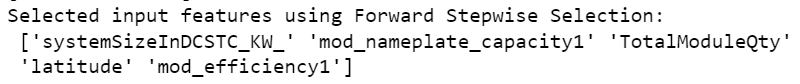 Selected input features using Forward Stepwise Selection:
['systemSizeInDCSTC_KW_' 'mod_nameplate_capacity1' 'TotalModuleQty'
'latitude' 'mod_efficiency1']